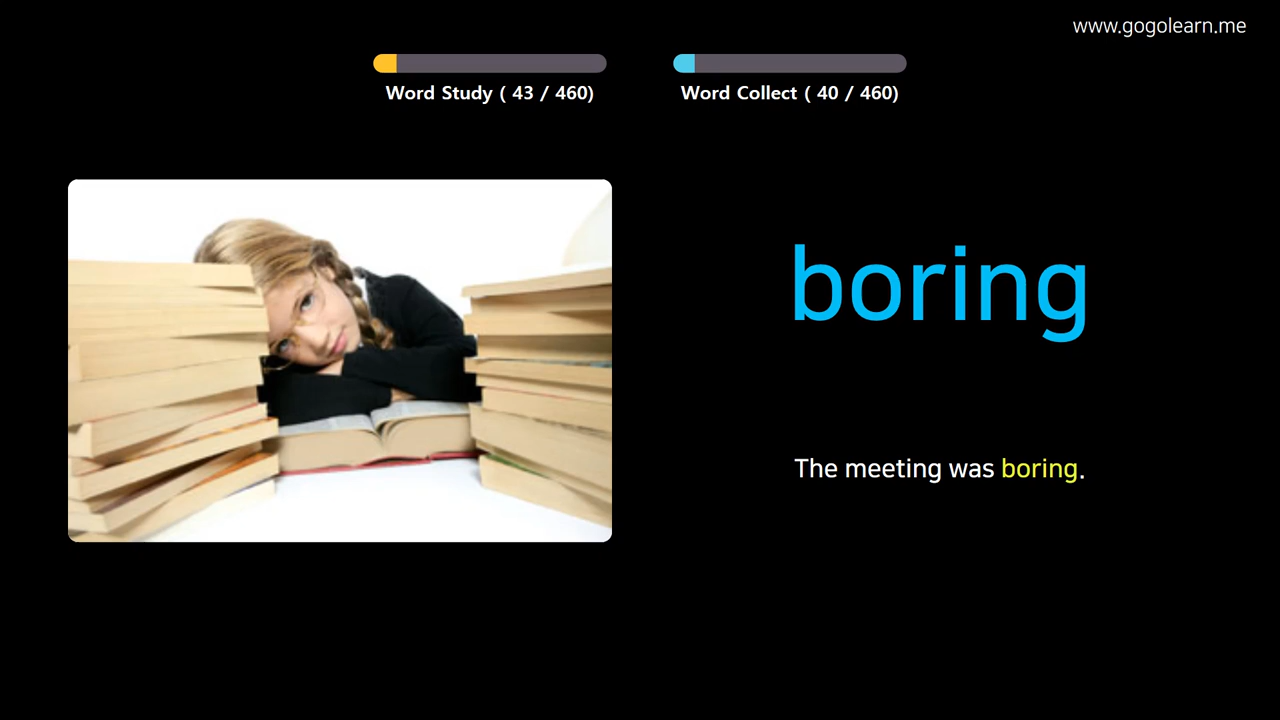 www.gogolearn.me
Word Study ( 43 / 460)
Word Collect ( 40 / 460)
boring
The meeting was boring.